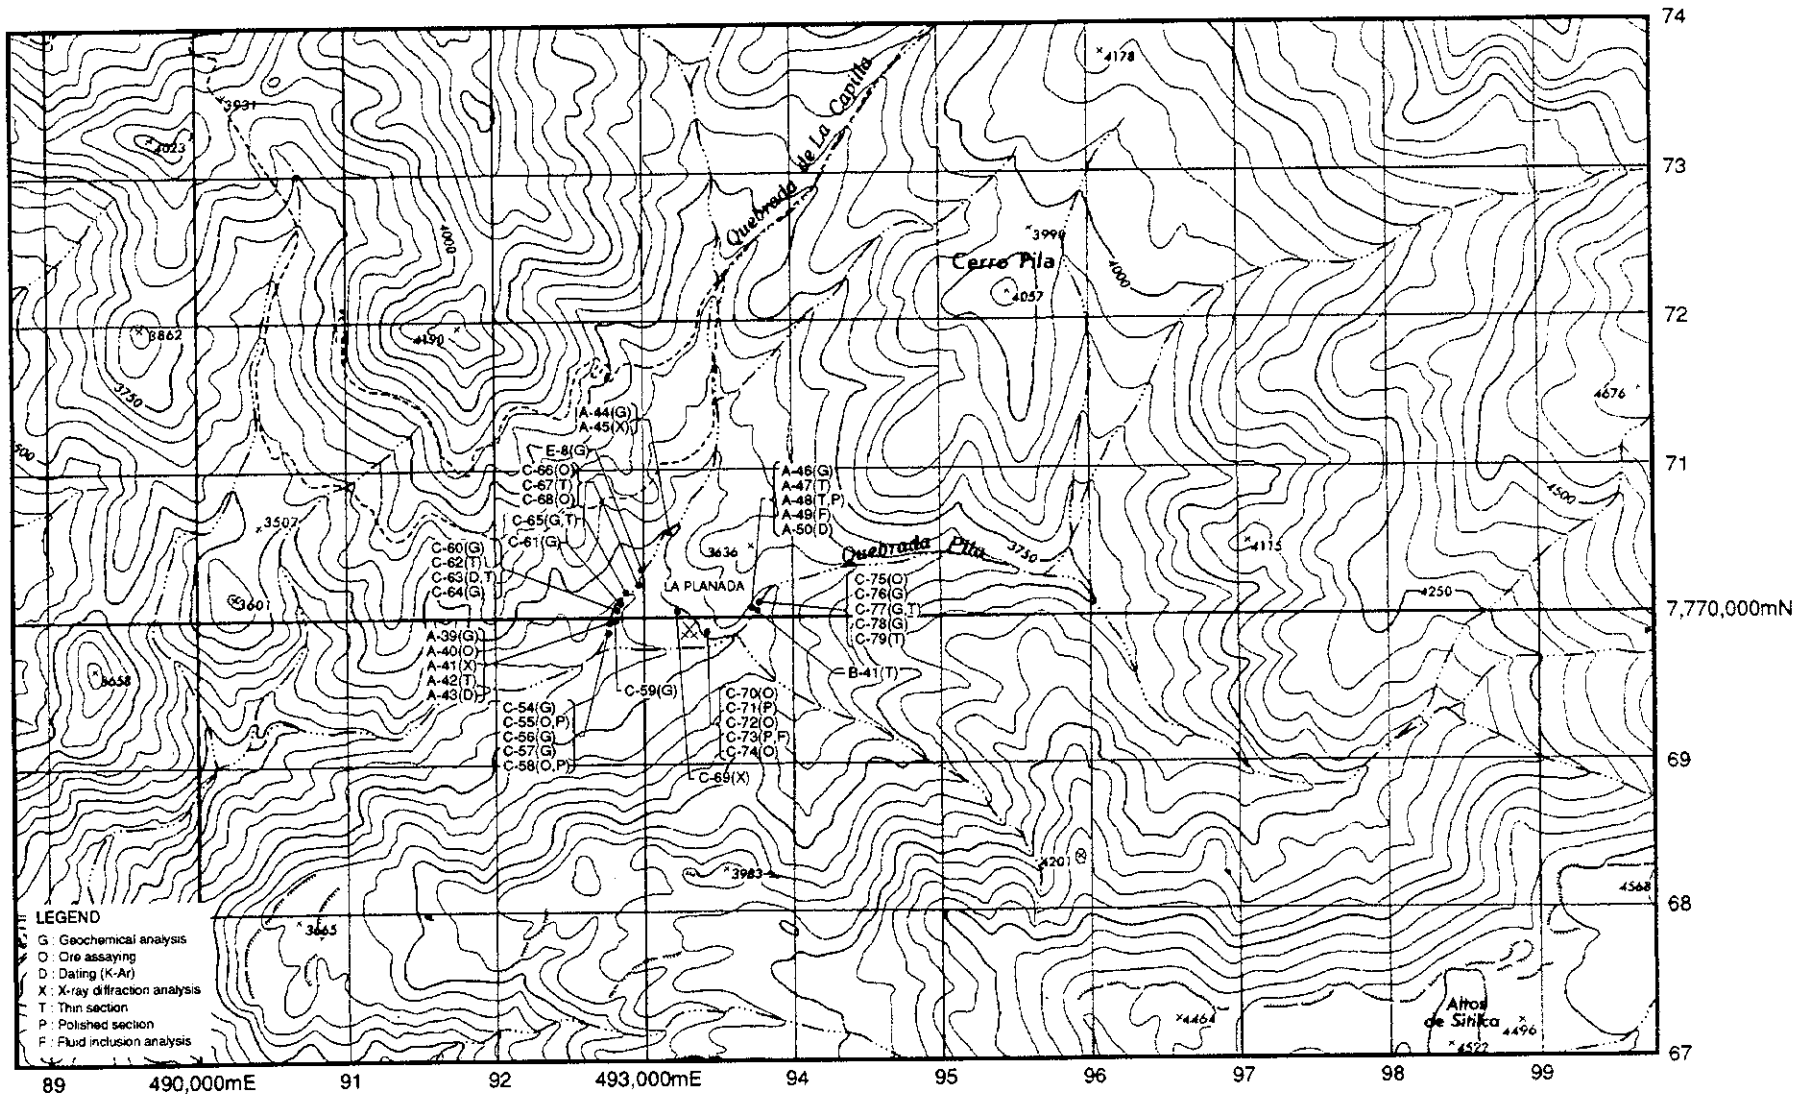 74
4178
3931
4023
Quebrada de La Capilla
73
4000
3990
Cerro Pila
4000
4057
72
3862
4190
3750
4676
A-44(G)
A-45(X)
E-8(G)
500
71
C-66(O)
C-67(T)
C-68(O)
A-46(G)
A-47(T)
A-48(T,P)
A-49(F)
A-50(D)
4500
C-65(G,T)
3507
C-61(G)
3636
Quebrada Pila
3750
4115
C-60(G)
C-62(T)
C-63(D,T)
C-64(G)
LA PLANADA
C-75(O)
C-76(G)
C-77(G,T)
C-78(G)
C-79(T)
4250
3601
7,770,000mN
A-39(G)
A-40(O)
A-41(X)
A-42(T)
A-43(D)
3658
B-41(T)
C-59(G)
C-54(G)
C-55(O,P)
C-56(G)
C-57(G)
C-58(O,P)
C-70(O)
C-71(P)
C-72(O)
C-73(P,F)
C-74(O)
69
C-69(X)
4201
3983
4568
68
3665
LEGEND
G : Geochemical analysis
O : Ore assaying
D : Dating (K-Ar)
X : X-ray diffraction analysis
T : Thin section
P : Polished section
F : Fluid inclusion analysis
Altos
de Sirilca
4464
4496
4522
67
89 490,000mE 91 92 493,000mE 94 95 96 97 98 99